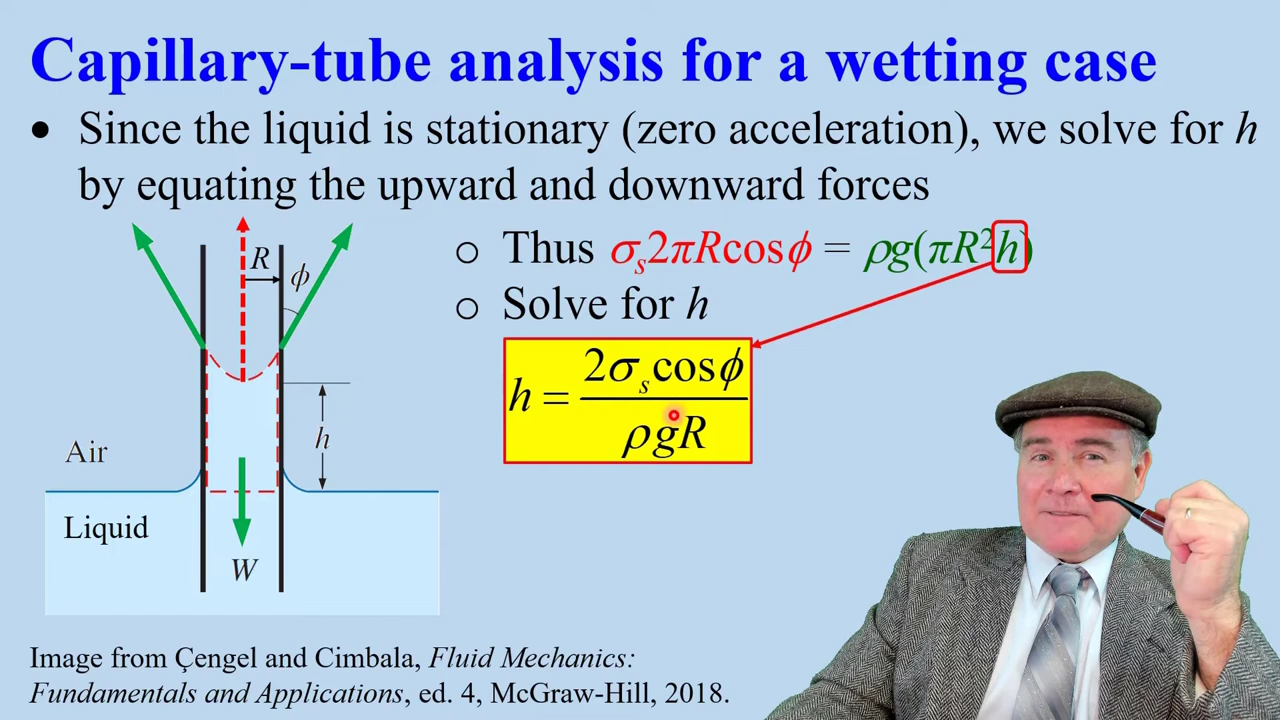 Capillary-tube analysis for a wetting case
• Since the liquid is stationary (zero acceleration), we solve for h
by equating the upward and downward forces
o Thus σₛ2πRcosϕ = ρg(πR²h)
o Solve for h
h = 2σₛcosϕ / ρgR
R
ϕ
h
Air
Liquid
W
Image from Çengel and Cimbala, Fluid Mechanics:
Fundamentals and Applications, ed. 4, McGraw-Hill, 2018.